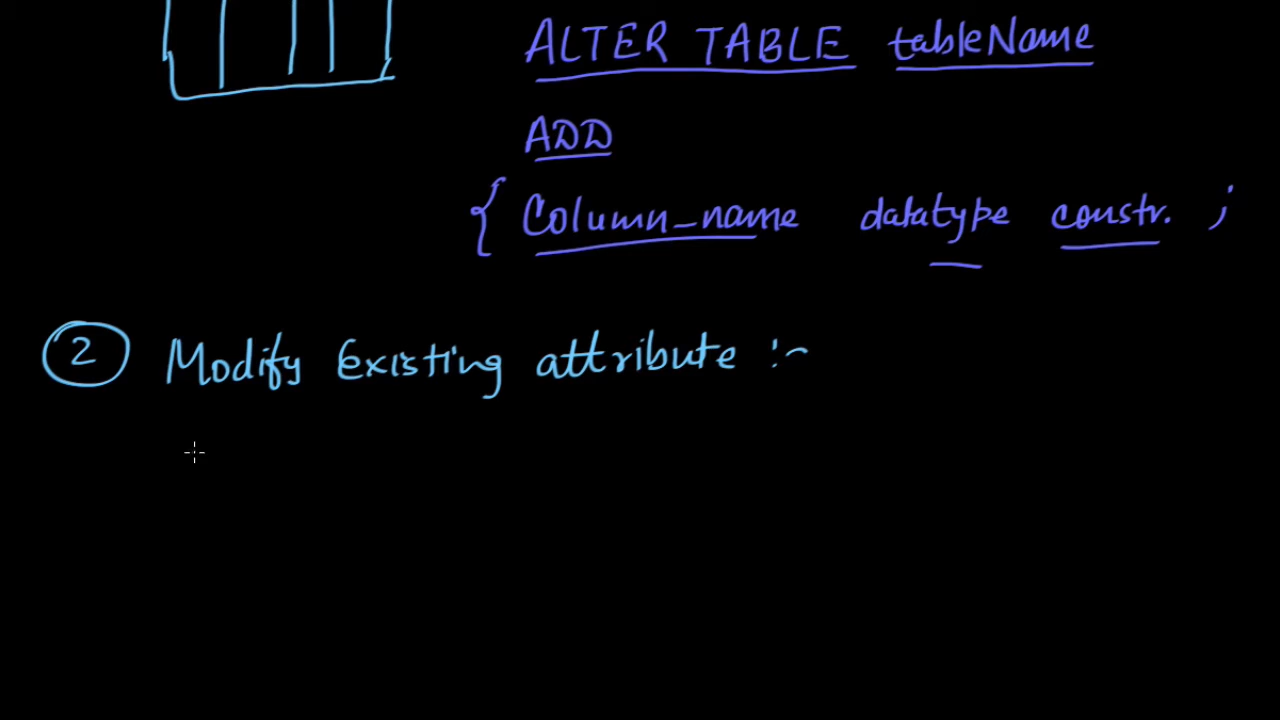 ALTER TABLE tableName
ADD
{ Column_name datatype constr. ;
2 Modify Existing attribute :-